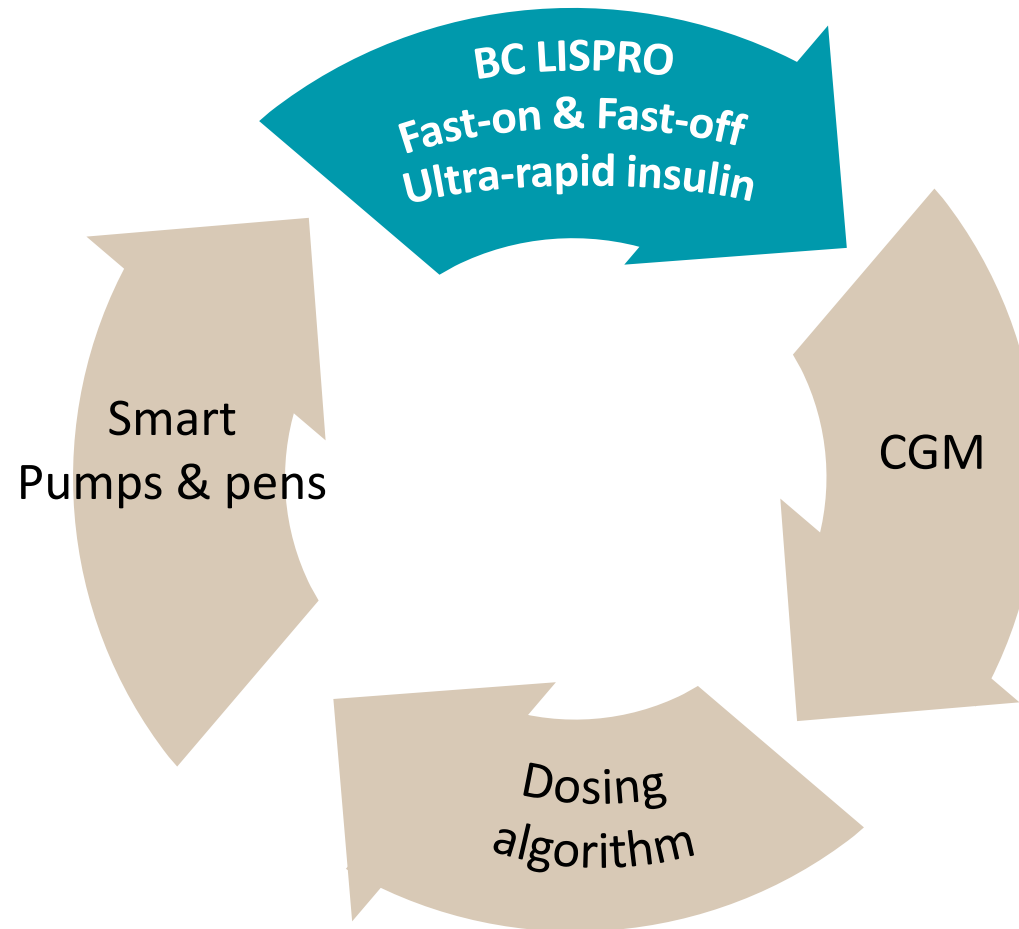 BC LISPRO
Fast-on & Fast-off
Ultra-rapid insulin
Smart
Pumps & pens
CGM
Dosing
algorithm